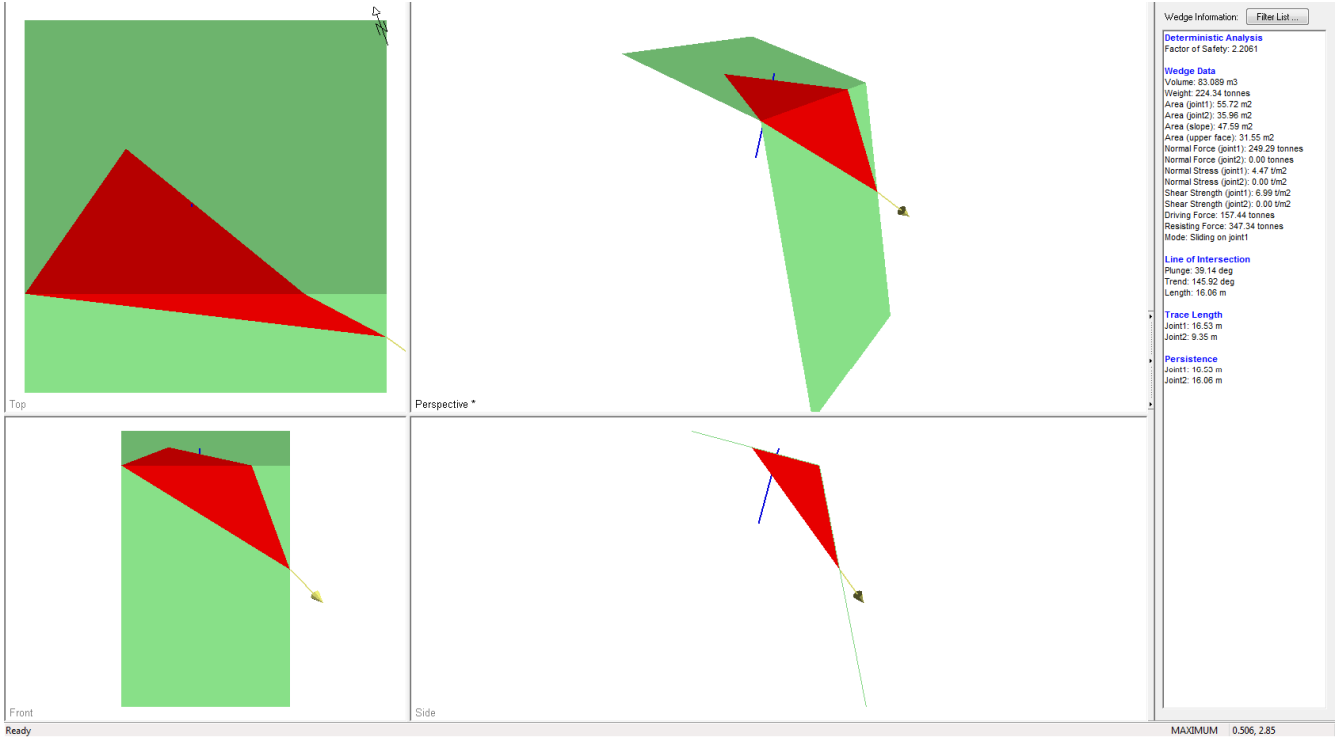 Wedge Information: Filter List ...
Deterministic Analysis
Factor of Safety: 2.2061
Wedge Data
Volume: 83.089 m3
Weight: 224.34 tonnes
Area (joint1): 55.72 m2
Area (joint2): 35.96 m2
Area (slope): 47.59 m2
Area (upper face): 31.55 m2
Normal Force (joint1): 249.29 tonnes
Normal Force (joint2): 0.00 tonnes
Normal Stress (joint1): 4.47 t/m2
Normal Stress (joint2): 0.00 t/m2
Shear Strength (joint1): 6.99 t/m2
Shear Strength (joint2): 0.00 t/m2
Driving Force: 157.44 tonnes
Resisting Force: 347.34 tonnes
Mode: Sliding on joint1
Line of Intersection
Plunge: 39.14 deg
Trend: 145.92 deg
Length: 16.06 m
Trace Length
Joint1: 16.53 m
Joint2: 9.35 m
Persistence
Joint1: 16.53 m
Joint2: 16.06 m
N
Top
Perspective *
Front
Side
Ready
MAXIMUM 0.506, 2.85